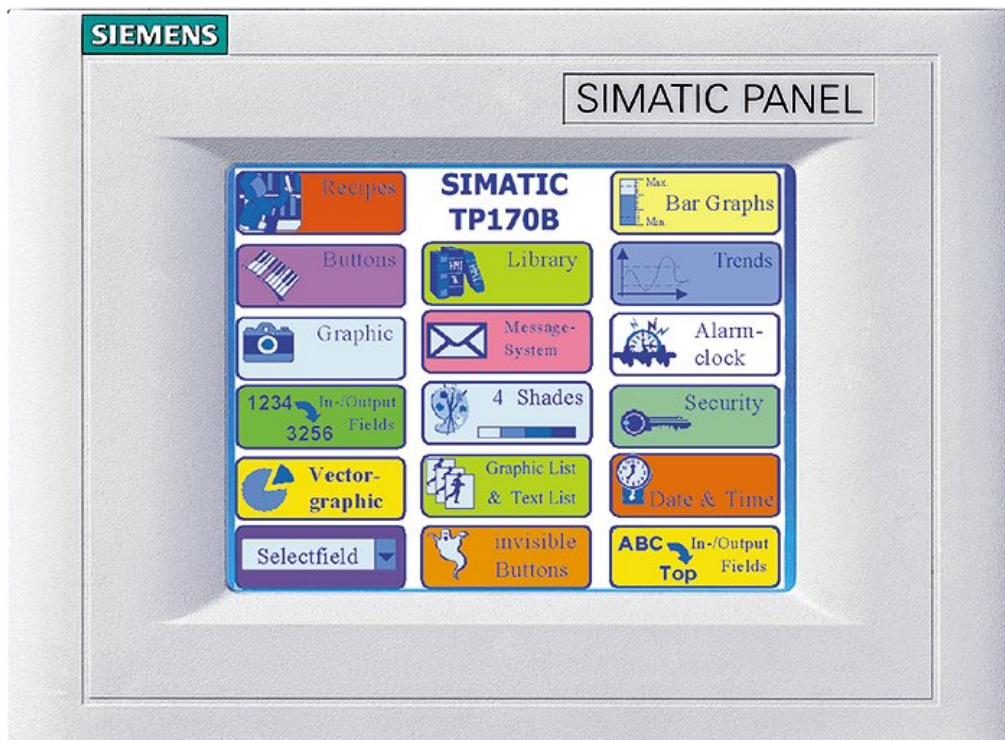 SIEMENS
SIMATIC PANEL
Recipes
SIMATIC
TP170B
Max.
Bar Graphs
Min.
Buttons
Library
Trends
Graphic
Message-
System
Alarm-
clock
1234
In-/Output
Fields
3256
4 Shades
Security
Vector-
graphic
Graphic List
& Text List
Date & Time
Selectfield
invisible
Buttons
ABC
In-/Output
Fields
Top